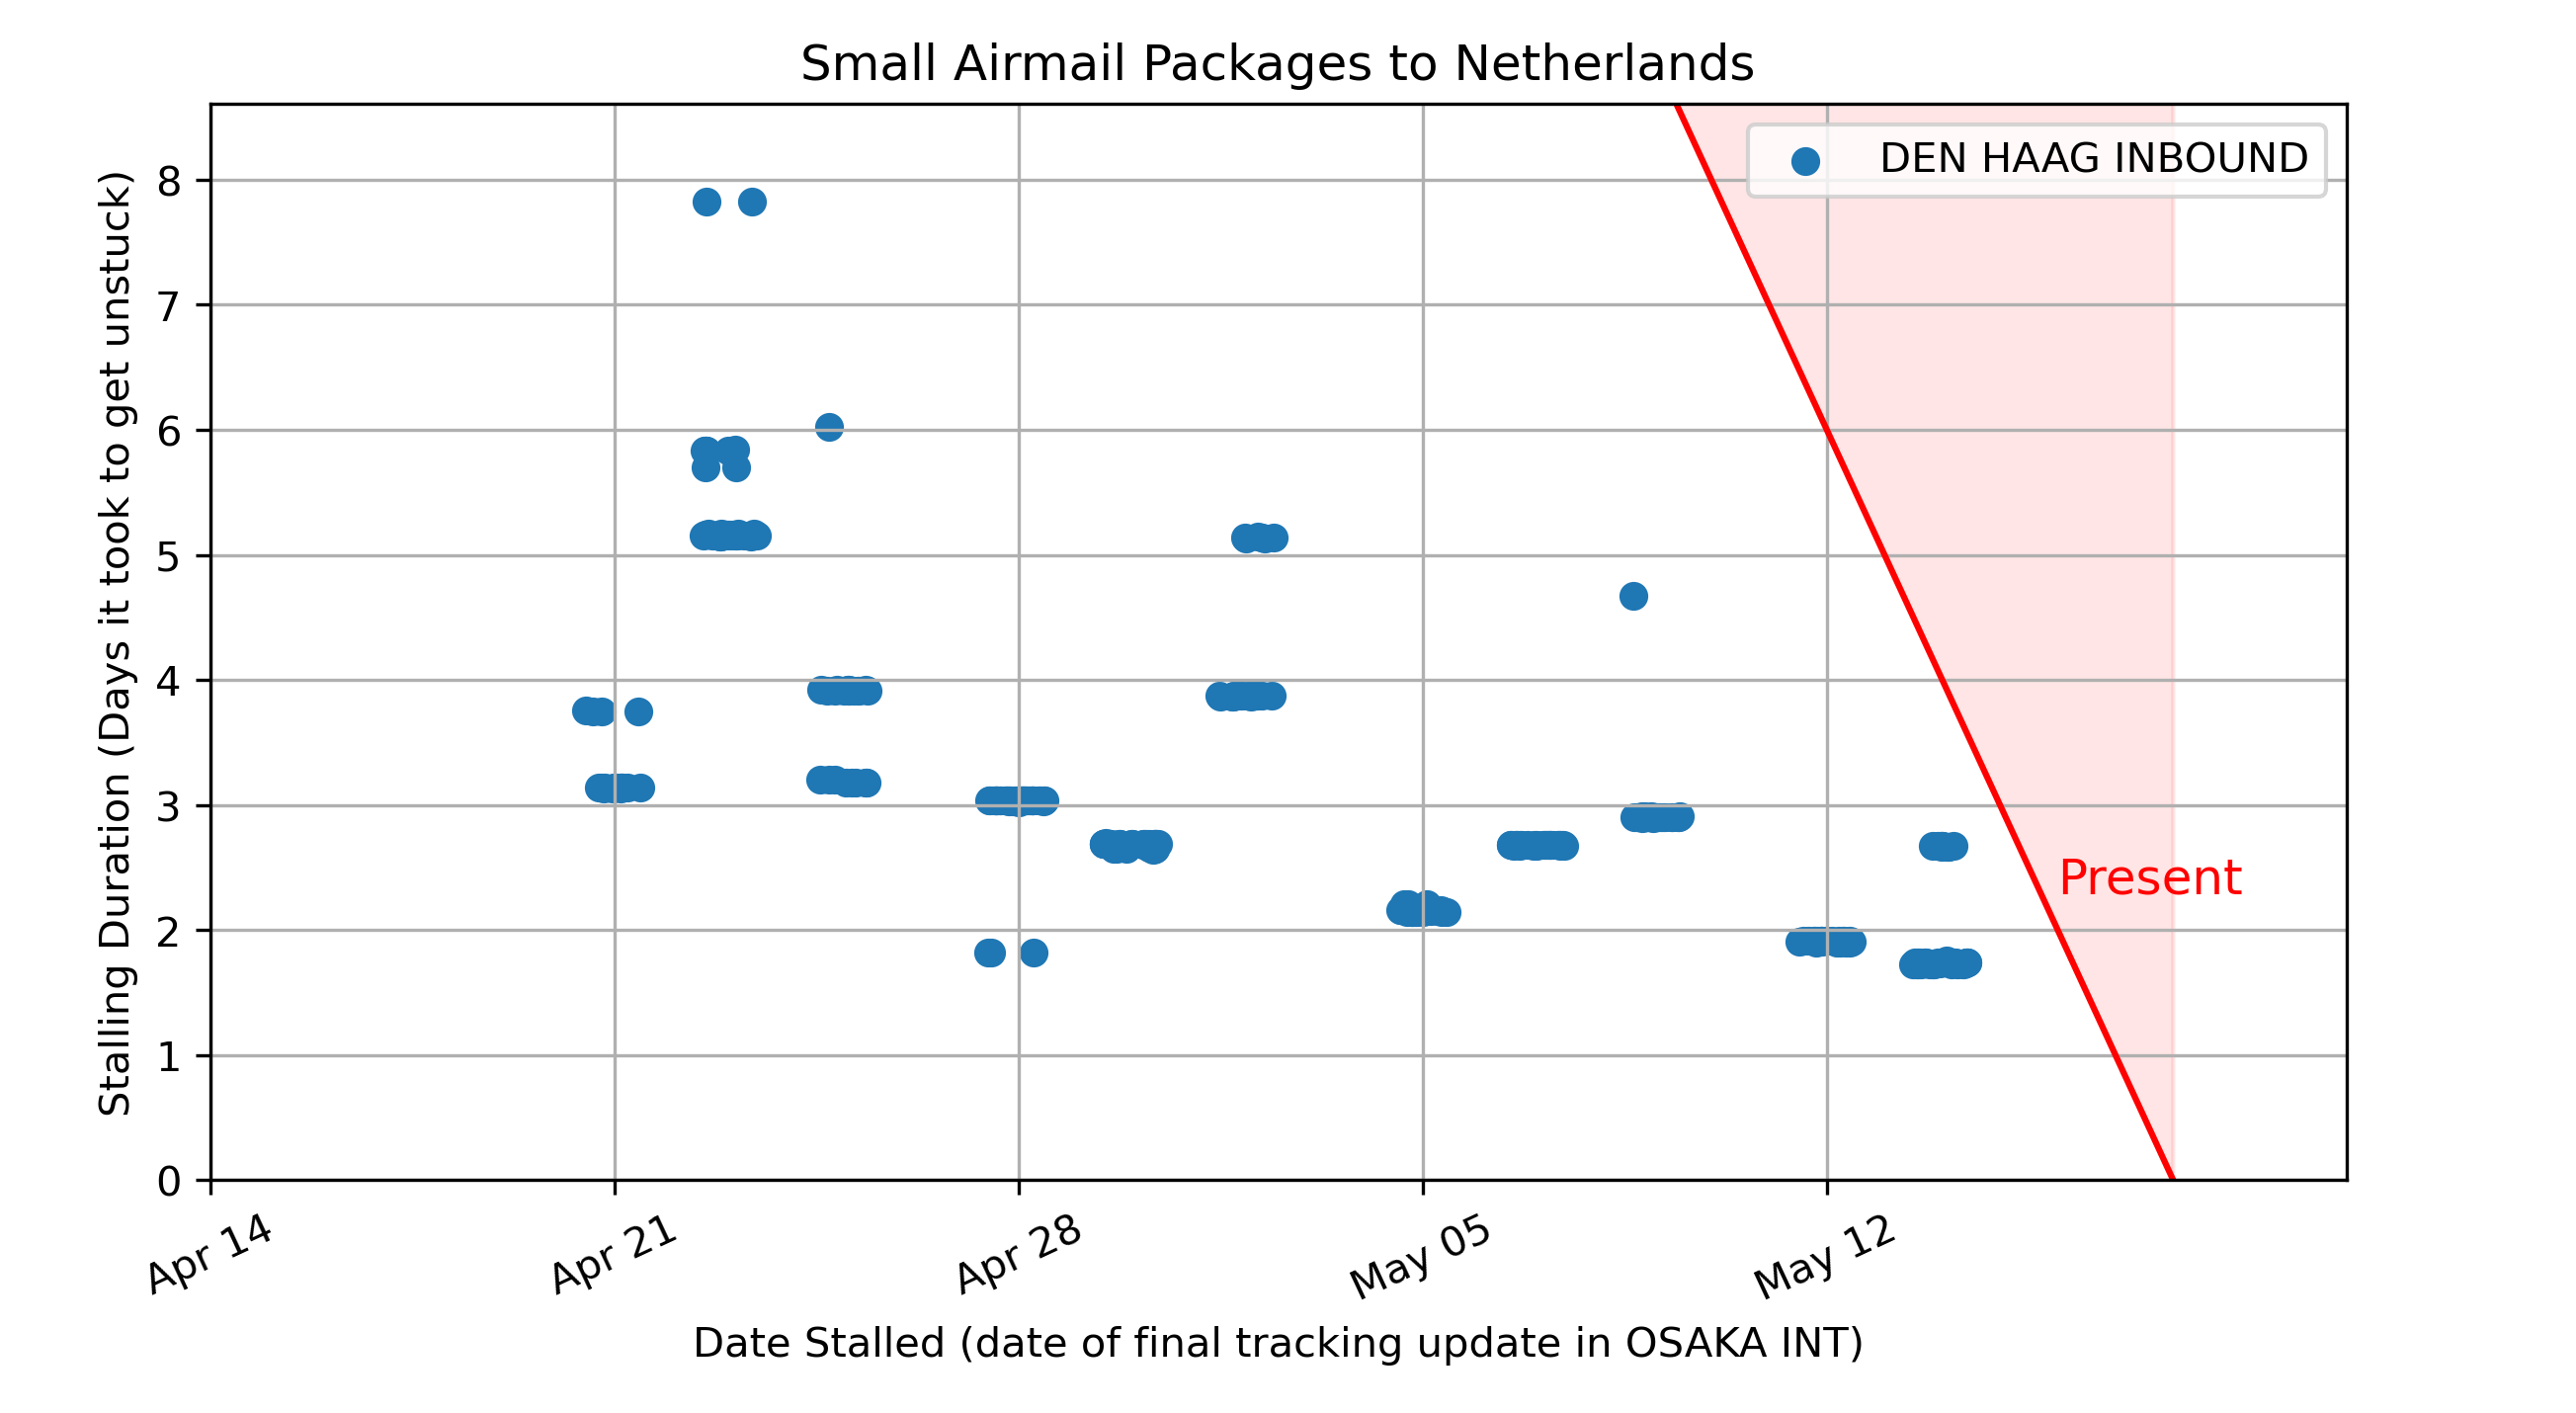 Small Airmail Packages to Netherlands
DEN HAAG INBOUND
Stalling Duration (Days it took to get unstuck)
8
7
6
5
4
3
2
1
0
Present
Apr 14
Apr 21
Apr 28
May 05
May 12
Date Stalled (date of final tracking update in OSAKA INT)